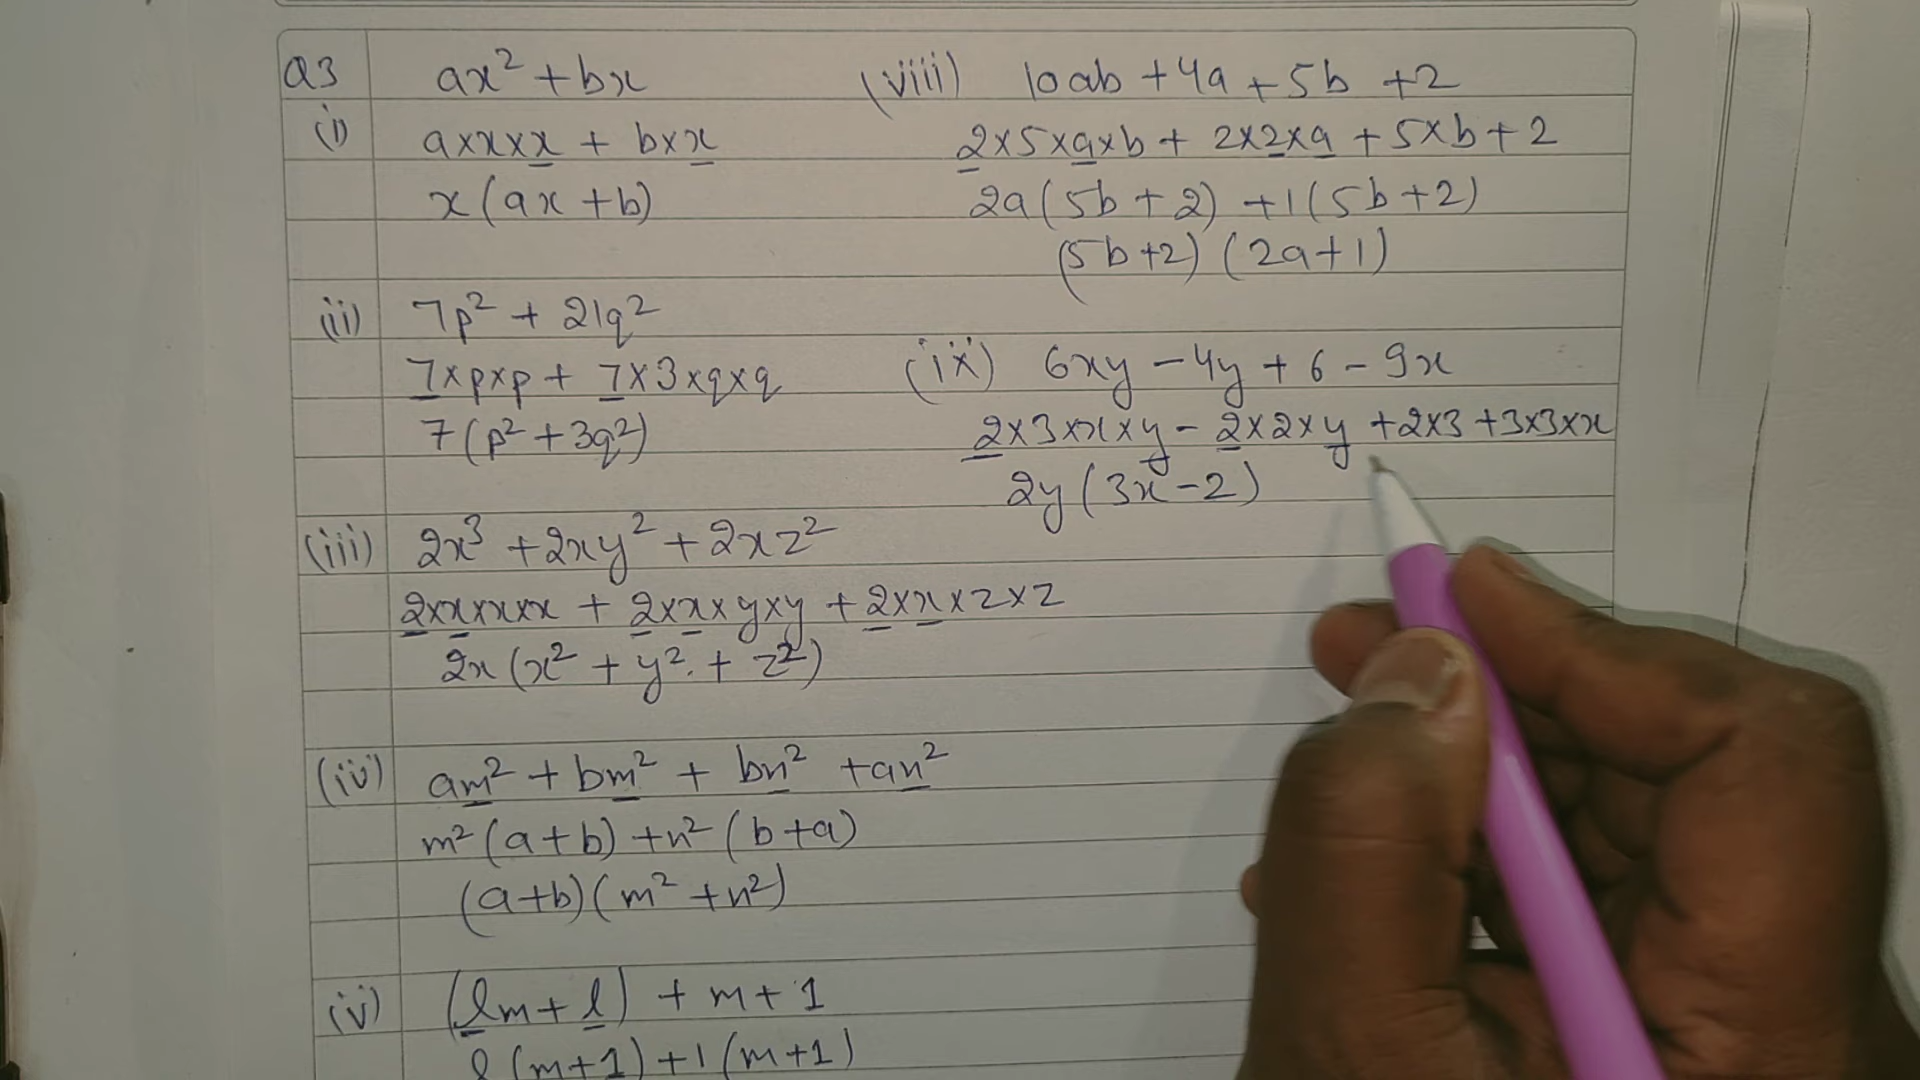 Q3 ax² + bx
(i) a×x×x + b×x
x(ax + b)
(ii) 7p² + 21q²
7×p×p + 7×3×q×q
7(p² + 3q²)
(iii) 2x³ + 2xy² + 2xz²
2×x×x×x + 2×x×y×y + 2×x×z×z
2x(x² + y² + z²)
(iv) am² + bm² + bn² + an²
m²(a+b) + n²(b+a)
(a+b)(m² + n²)
(v) (lm + l) + m + 1
l(m+1) + 1(m+1)
(viii) 10ab + 4a + 5b + 2
2×5×a×b + 2×2×a + 5×b + 2
2a(5b + 2) + 1(5b + 2)
(5b+2)(2a+1)
(ix) 6xy - 4y + 6 - 9x
2×3×x×y - 2×2×y + 2×3 + 3×3×x
2y(3x - 2)